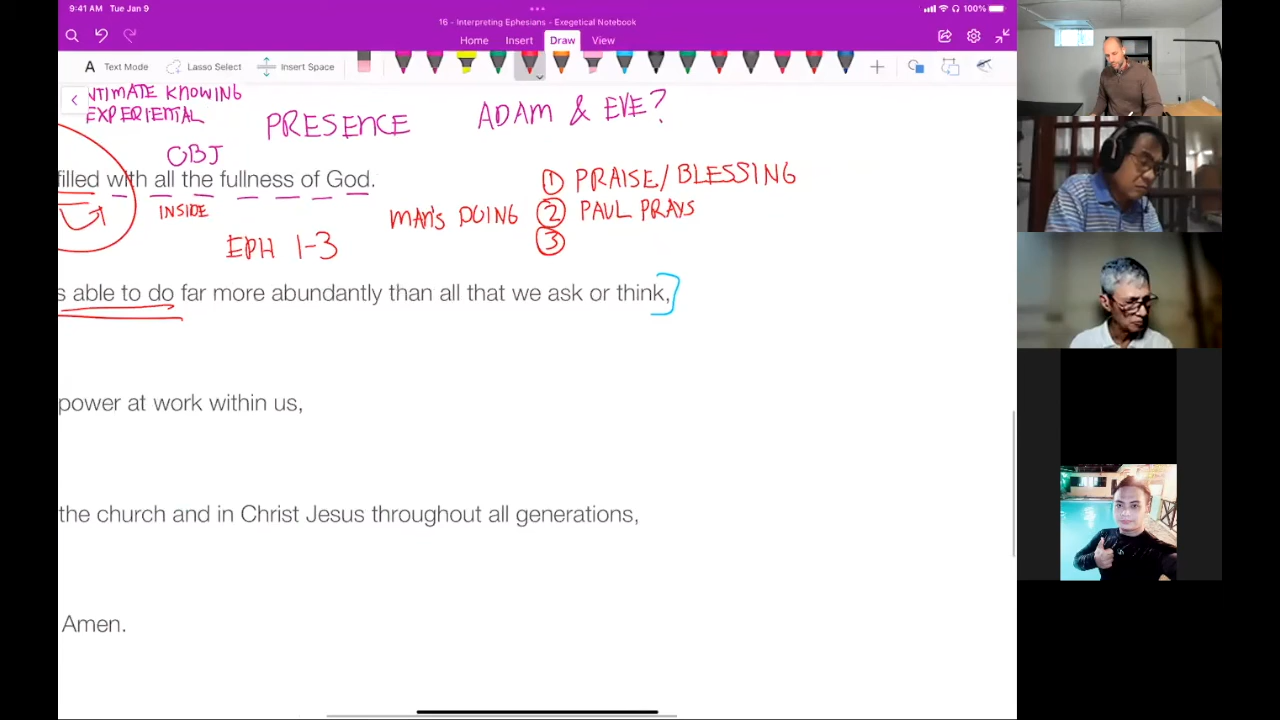 9:41 AM Tue Jan 9
100%
16 - Interpreting Ephesians - Exegetical Notebook
Home Insert Draw View
A Text Mode Lasso Select Insert Space
NTIMATE KNOWING
EXPERIENTIAL
PRESENCE
ADAM & EVE?
OBJ
filled with all the fullness of God.
INSIDE
① PRAISE/BLESSING
MAN'S DOING ② PAUL PRAYS
③
EPH 1-3
s able to do far more abundantly than all that we ask or think,
power at work within us,
the church and in Christ Jesus throughout all generations,
Amen.